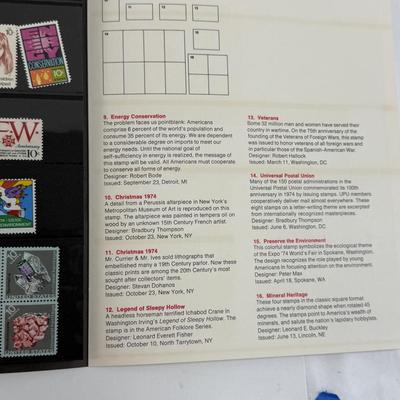 ENERGY
CONSERVATION
10c
10c
10c
14
15
16
9. Energy Conservation
The problem faces us pointblank: Americans
comprise 6 percent of the world's population and
consume 35 percent of its energy. We are dependent
to a considerable degree on imports to meet our
energy needs. Until the national goal of
self-sufficiency in energy is realized, the message of
this stamp will be valid. All Americans must cooperate
to conserve all forms of energy.
Designer: Robert Bode
Issued: September 23, Detroit, MI
10. Christmas 1974
A detail from a Perussis altarpiece in New York's
Metropolitan Museum of Art is reproduced on this
stamp. The altarpiece was painted in tempera oil on
wood by an unknown 15th Century French artist.
Designer: Bradbury Thompson
Issued: October 23, New York, NY
11. Christmas 1974
Mr. Currier & Mr. Ives sold lithographs that
embellished many a 19th Century parlor. Now these
classic prints are among the 20th Century's most
sought after collectors' items.
Designer: Stevan Dohanos
Issued: October 23, New York, NY
12. Legend of Sleepy Hollow
A headless horseman terrified Ichabod Crane in
Washington Irving's Legend of Sleepy Hollow. The
stamp is in the American Folklore Series.
Designer: Leonard Everett Fisher
Issued: October 10, North Tarrytown, NY
13. Veterans
Some 32 million men and women have served their
country in wartime. On the 75th anniversary of the
founding of the Veterans of Foreign Wars, this stamp
was issued to honor veterans of all foreign wars and
in particular those of the Spanish-American War.
Designer: Robert Hallock
Issued: March 11, Washington, DC
14. Universal Postal Union
Many of the 150 postal administrations in the
Universal Postal Union commemorated its 100th
anniversary in 1974 by issuing stamps. UPU members
cooperatively deliver mail almost everywhere. These
eight stamps on a letter-writing theme are excerpted
from internationally recognized masterpieces.
Designer: Bradbury Thompson
Issued: June 6, Washington, DC
15. Preserve the Environment
This colorful stamp symbolizes the ecological theme
of the Expo '74 World's Fair in Spokane, Washington.
The design recognizes the role played by young
Americans in focusing attention on the environment.
Designer: Peter Max
Issued: April 18, Spokane, WA
16. Mineral Heritage
These four stamps in the classic square format
achieve a nearly diamond shape when rotated 45
degrees. The stamps point to America's wealth of
minerals, and salute the nation's lapidary hobbyists.
Designer: Leonard E. Buckley
Issued: June 13, Lincoln, NE